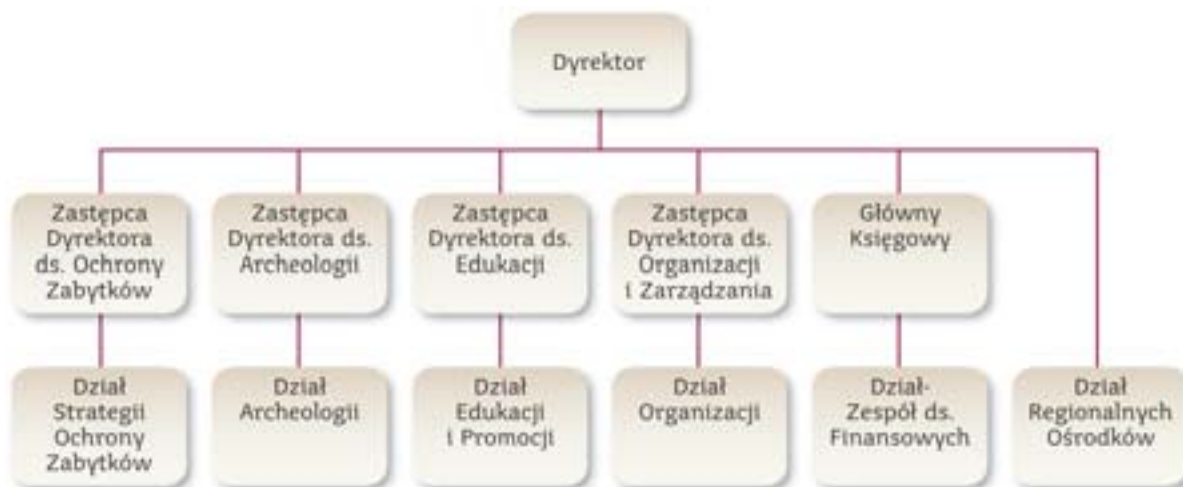 Dyrektor
Zastępca
Dyrektora
ds. Ochrony
Zabytków
Zastępca
Dyrektora ds.
Archeologii
Zastępca
Dyrektora ds.
Edukacji
Zastępca
Dyrektora ds.
Organizacji
i Zarządzania
Główny
Księgowy
Dział
Strategii
Ochrony
Zabytków
Dział
Archeologii
Dział
Edukacji
i Promocji
Dział
Organizacji
Dział-
Zespół ds.
Finansowych
Dział
Regionalnych
Ośrodków